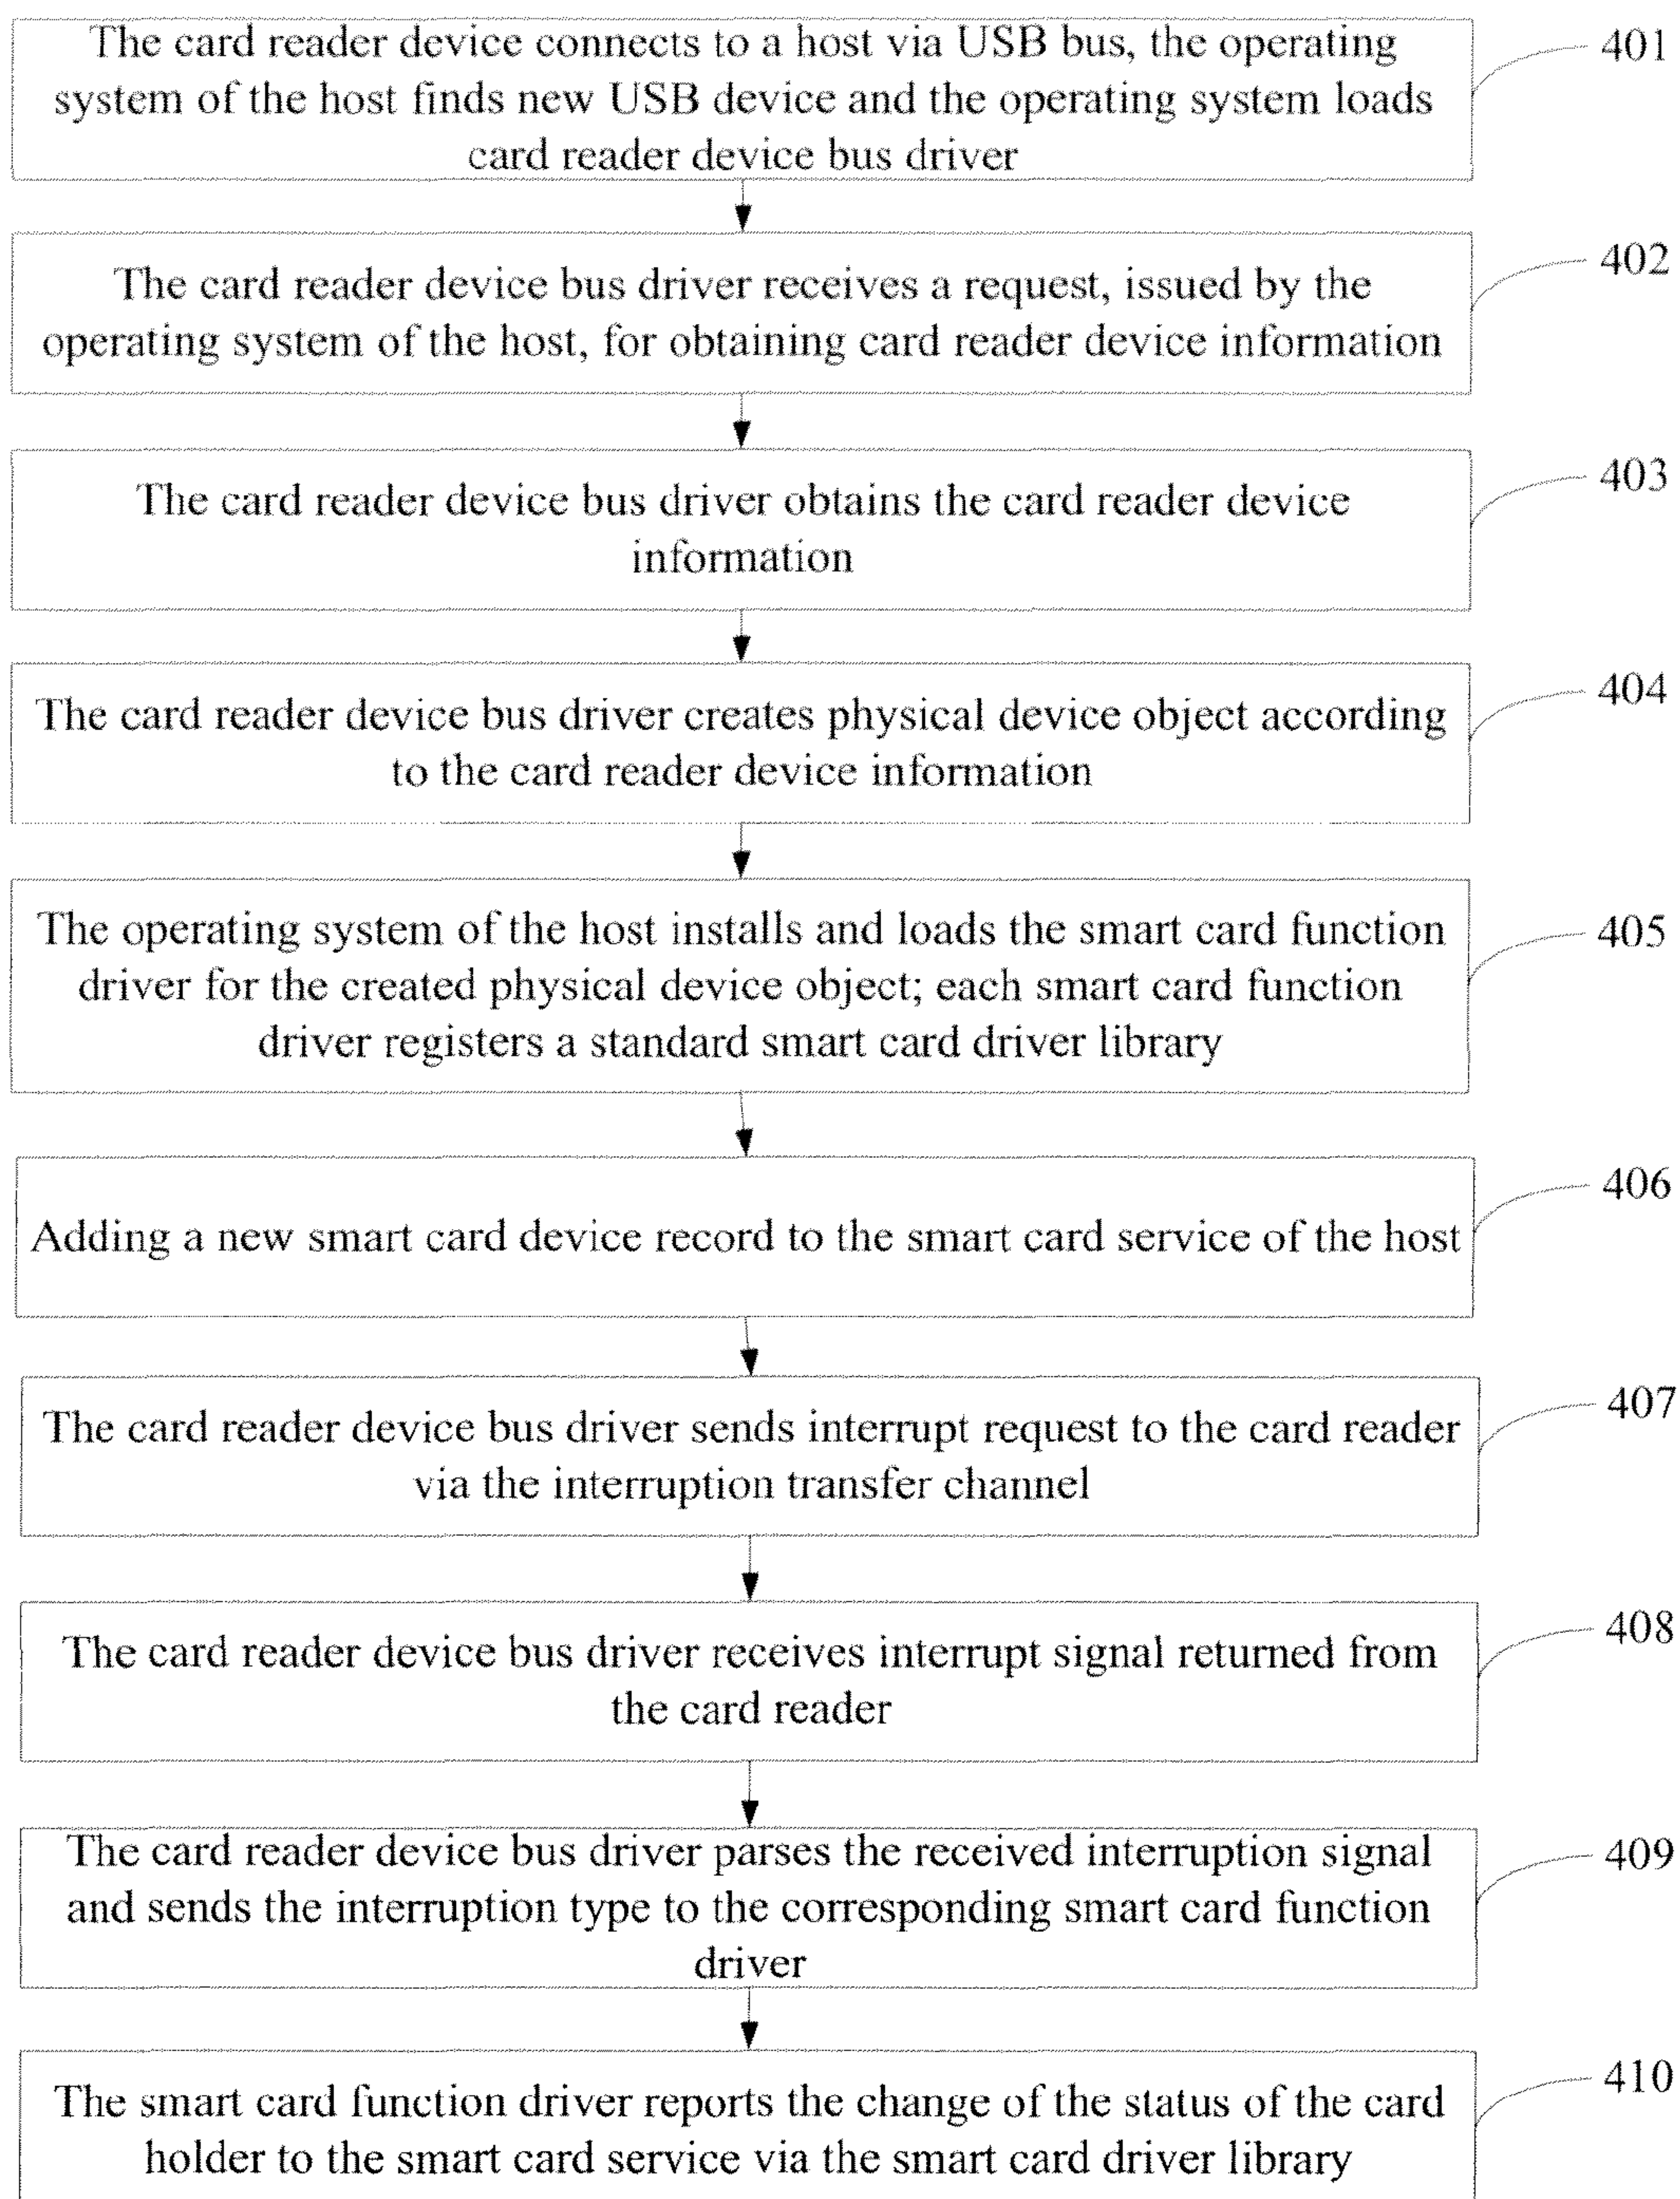 The card reader device connects to a host via USB bus, the operating
system of the host finds new USB device and the operating system loads
card reader device bus driver
401
The card reader device bus driver receives a request, issued by the
operating system of the host, for obtaining card reader device information
402
The card reader device bus driver obtains the card reader device
information
403
The card reader device bus driver creates physical device object according
to the card reader device information
404
The operating system of the host installs and loads the smart card function
driver for the created physical device object; each smart card function
driver registers a standard smart card driver library
405
Adding a new smart card device record to the smart card service of the host
406
The card reader device bus driver sends interrupt request to the card reader
via the interruption transfer channel
407
The card reader device bus driver receives interrupt signal returned from
the card reader
408
The card reader device bus driver parses the received interruption signal
and sends the interruption type to the corresponding smart card function
driver
409
The smart card function driver reports the change of the status of the card
holder to the smart card service via the smart card driver library
410